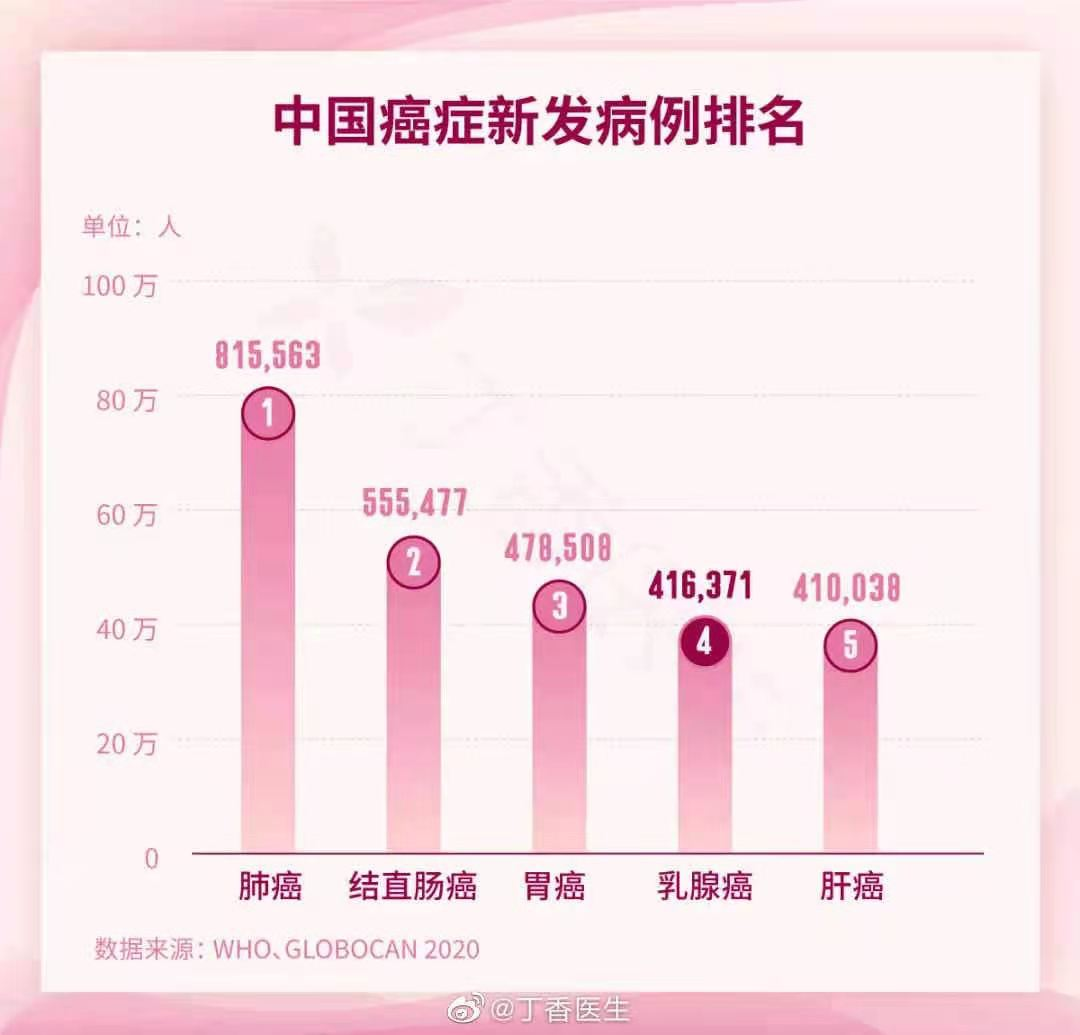 中国癌症新发病例排名
单位：人
100 万
80 万
60 万
40 万
20 万
0
815,563
1
555,477
2
478,508
3
416,371
4
410,038
5
肺癌
结直肠癌
胃癌
乳腺癌
肝癌
数据来源：WHO、GLOBOCAN 2020
@丁香医生